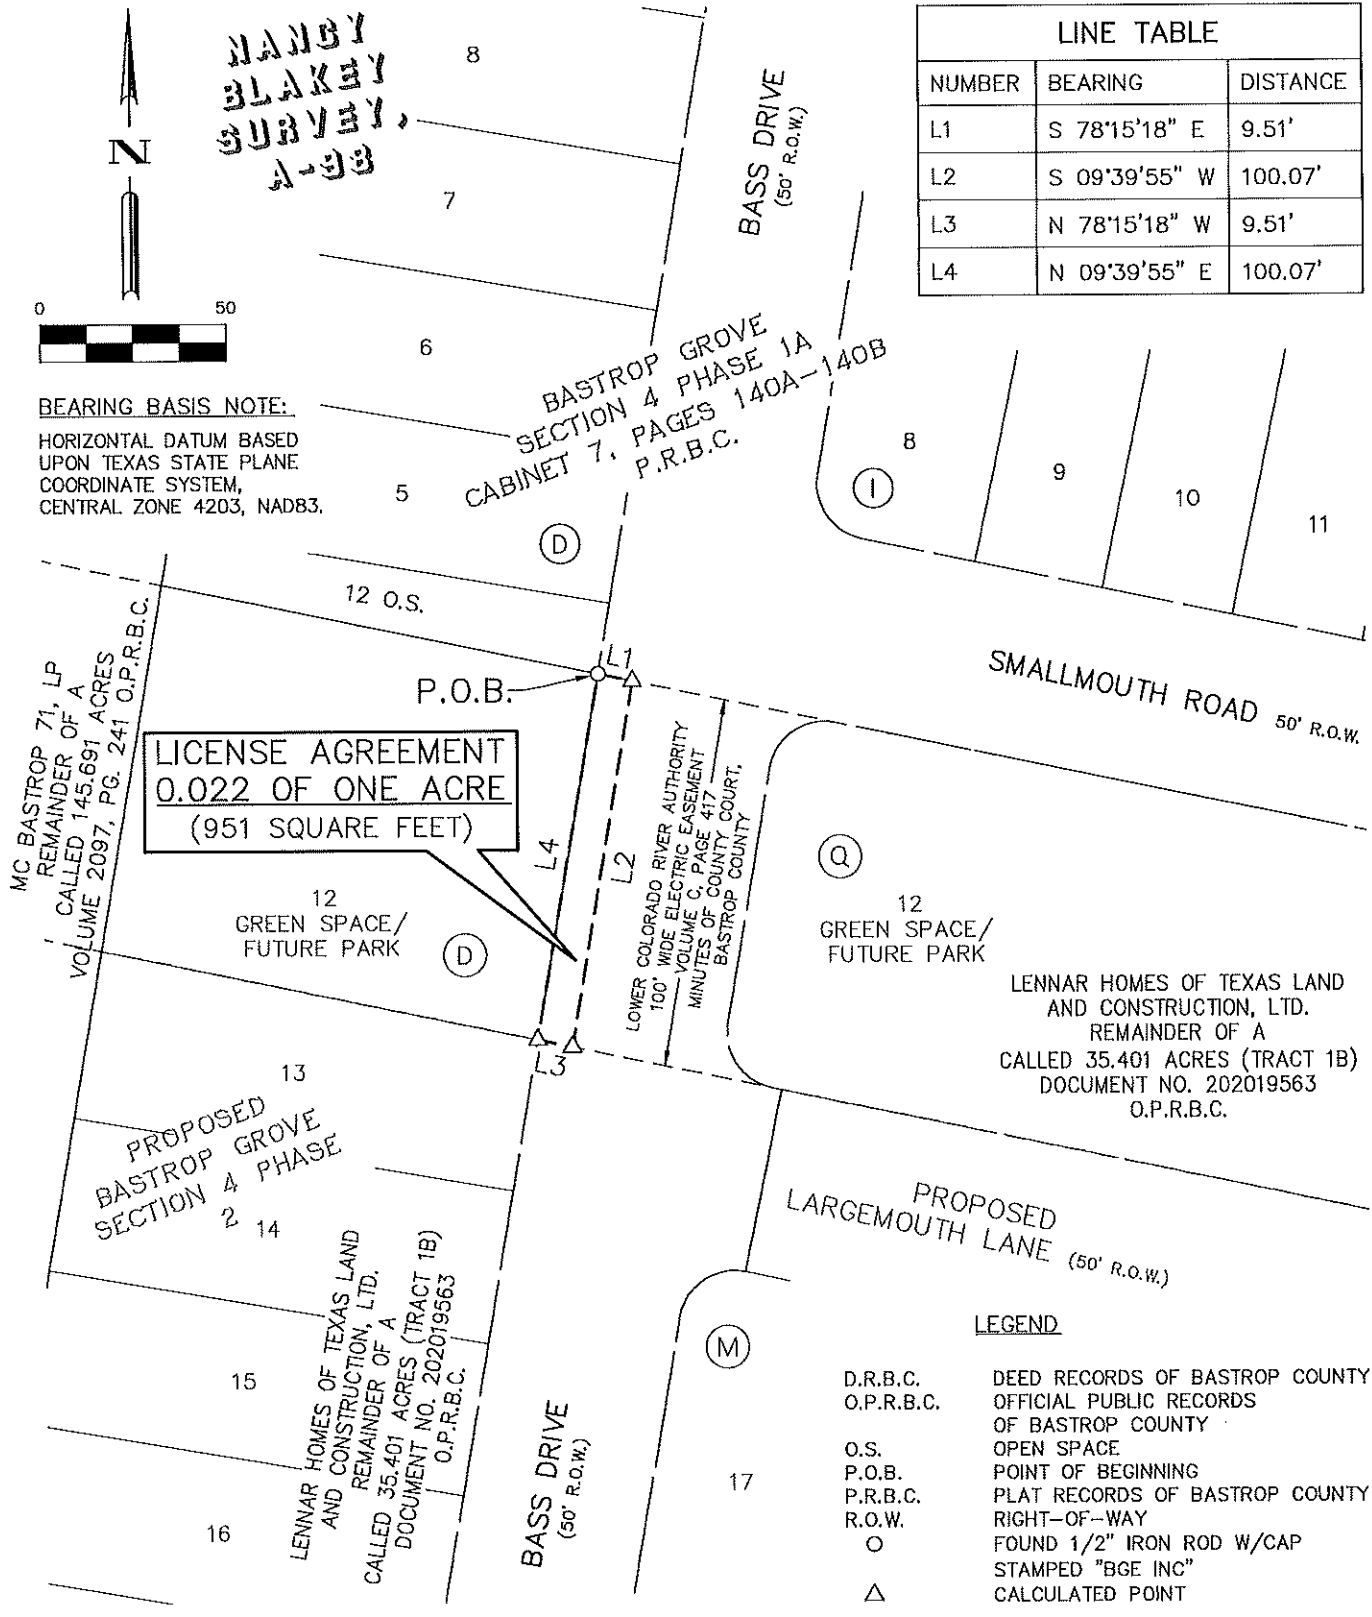 NANCY
BLAKEY
SURVEY,
A-98
N
0 50
BEARING BASIS NOTE:
HORIZONTAL DATUM BASED
UPON TEXAS STATE PLANE
COORDINATE SYSTEM,
CENTRAL ZONE 4203, NAD83.
LINE TABLE
NUMBER BEARING DISTANCE
L1 S 78°15'18" E 9.51'
L2 S 09°39'55" W 100.07'
L3 N 78°15'18" W 9.51'
L4 N 09°39'55" E 100.07'
8
7
6
5
BASS DRIVE
(50' R.O.W.)
BASTROP GROVE
SECTION 4 PHASE 1A
CABINET 7, PAGES 140A-140B
P.R.B.C.
D
I
8
9
10
11
12 O.S.
P.O.B.
L1
SMALLMOUTH ROAD 50' R.O.W.
MC BASTROP 71, LP
REMAINDER OF A
CALLED 145.691 ACRES
VOLUME 2097, PG. 241 O.P.R.B.C.
LICENSE AGREEMENT
0.022 OF ONE ACRE
(951 SQUARE FEET)
L4
L2
LOWER COLORADO RIVER AUTHORITY
100' WIDE ELECTRIC EASEMENT
VOLUME C, PAGE 417
MINUTES OF COUNTY COURT,
BASTROP COUNTY
12
GREEN SPACE/
FUTURE PARK
D
Q
12
GREEN SPACE/
FUTURE PARK
LENNAR HOMES OF TEXAS LAND
AND CONSTRUCTION, LTD.
REMAINDER OF A
CALLED 35.401 ACRES (TRACT 1B)
DOCUMENT NO. 202019563
O.P.R.B.C.
L3
13
PROPOSED
BASTROP GROVE
SECTION 4 PHASE
2
14
15
16
LENNAR HOMES OF TEXAS LAND
AND CONSTRUCTION, LTD.
REMAINDER OF A
CALLED 35.401 ACRES (TRACT 1B)
DOCUMENT NO. 202019563
O.P.R.B.C.
BASS DRIVE
(50' R.O.W.)
PROPOSED
LARGEMOUTH LANE (50' R.O.W.)
M
17
LEGEND
D.R.B.C. DEED RECORDS OF BASTROP COUNTY
O.P.R.B.C. OFFICIAL PUBLIC RECORDS
OF BASTROP COUNTY
O.S. OPEN SPACE
P.O.B. POINT OF BEGINNING
P.R.B.C. PLAT RECORDS OF BASTROP COUNTY
R.O.W. RIGHT-OF-WAY
FOUND 1/2" IRON ROD W/CAP
STAMPED "BGE INC"
CALCULATED POINT